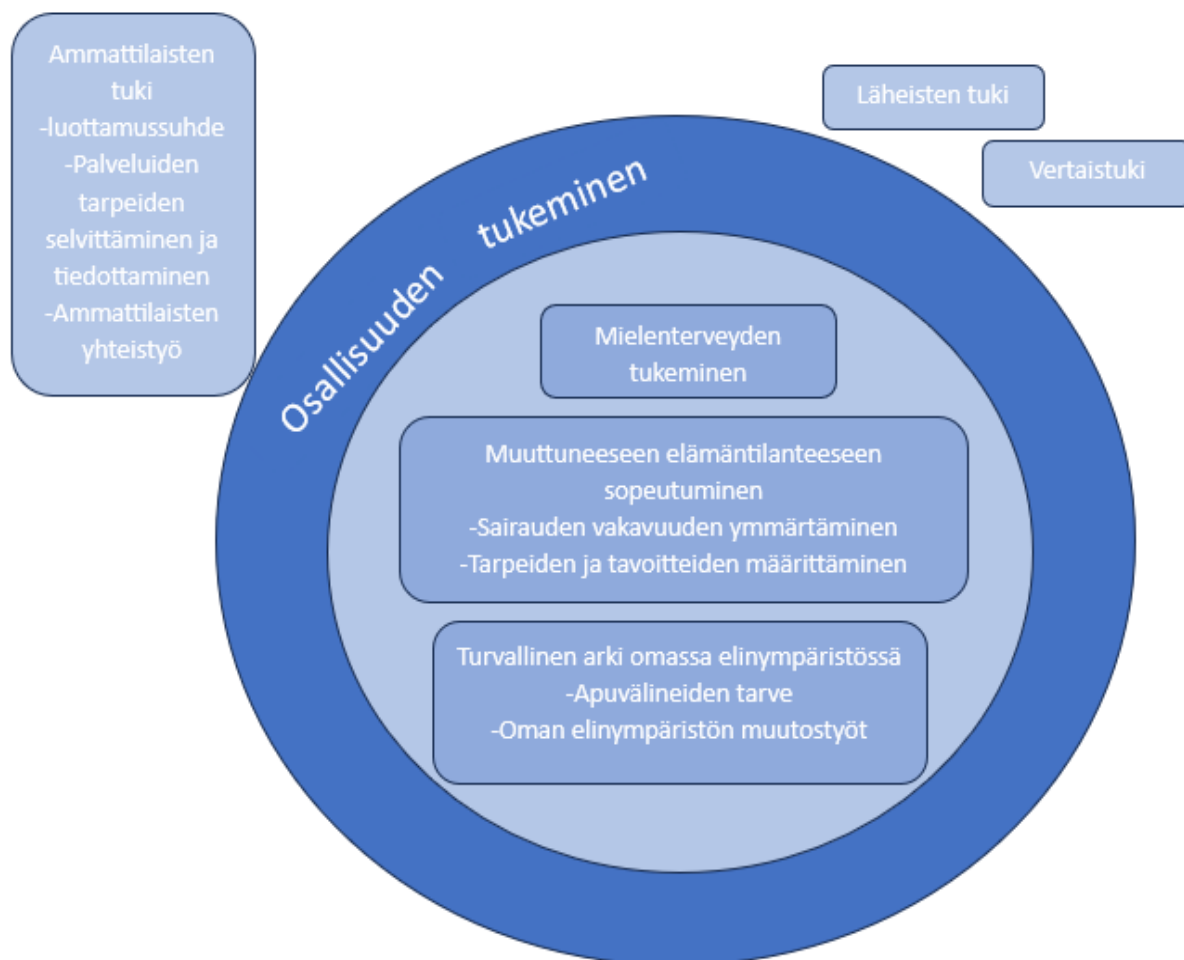 Ammattilaisten
tuki
-luottamussuhde
-Palveluiden
tarpeiden
selvittäminen ja
tiedottaminen
-Ammattilaisten
yhteistyö
Läheisten tuki
Vertaistuki
Osallisuuden tukeminen
Mielenterveyden
tukeminen
Muuttuneeseen elämäntilanteeseen
sopeutuminen
-Sairauden vakavuuden ymmärtäminen
-Tarpeiden ja tavoitteiden määrittäminen
Turvallinen arki omassa elinympäristössä
-Apuvälineiden tarve
-Oman elinympäristön muutostyöt